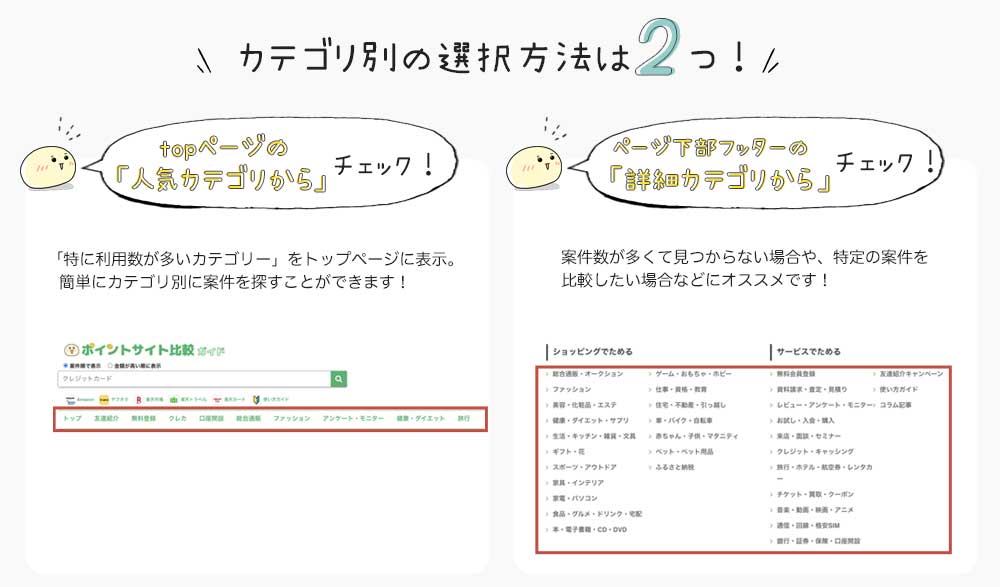 カテゴリ別の選択方法は2つ！
topページの
「人気カテゴリから」チェック！
「特に利用数が多いカテゴリー」をトップページに表示。
簡単にカテゴリ別に案件を探すことができます！
ポイントサイト比較ガイド
案件順で表示 金額が高い順に表示
クレジットカード
Amazon ヤフオク 楽天市場 楽天トラベル 楽天カード 使い方ガイド
トップ 友達紹介 無料登録 クレカ 口座開設 総合通販 ファッション アンケート・モニター 健康・ダイエット 旅行
ページ下部フッターの
「詳細カテゴリから」チェック！
案件数が多くて見つからない場合や、特定の案件を
比較したい場合などにオススメです！
ショッピングでためる
総合通販・オークション
ファッション
美容・化粧品・エステ
健康・ダイエット・サプリ
生活・キッチン・雑貨・文具
ギフト・花
スポーツ・アウトドア
家具・インテリア
家電・パソコン
食品・グルメ・ドリンク・宅配
本・電子書籍・CD・DVD
ゲーム・おもちゃ・ホビー
仕事・資格・教育
住宅・不動産・引っ越し
車・バイク・自転車
赤ちゃん・子供・マタニティ
ペット・ペット用品
ふるさと納税
サービスでためる
無料会員登録
資料請求・査定・見積り
レビュー・アンケート・モニター
お試し・入会・購入
来店・面談・セミナー
クレジット・キャッシング
旅行・ホテル・航空券・レンタカ
ー
チケット・買取・クーポン
音楽・動画・映画・アニメ
通信・回線・格安SIM
銀行・証券・保険・口座開設
友達紹介キャンペーン
使い方ガイド
コラム記事